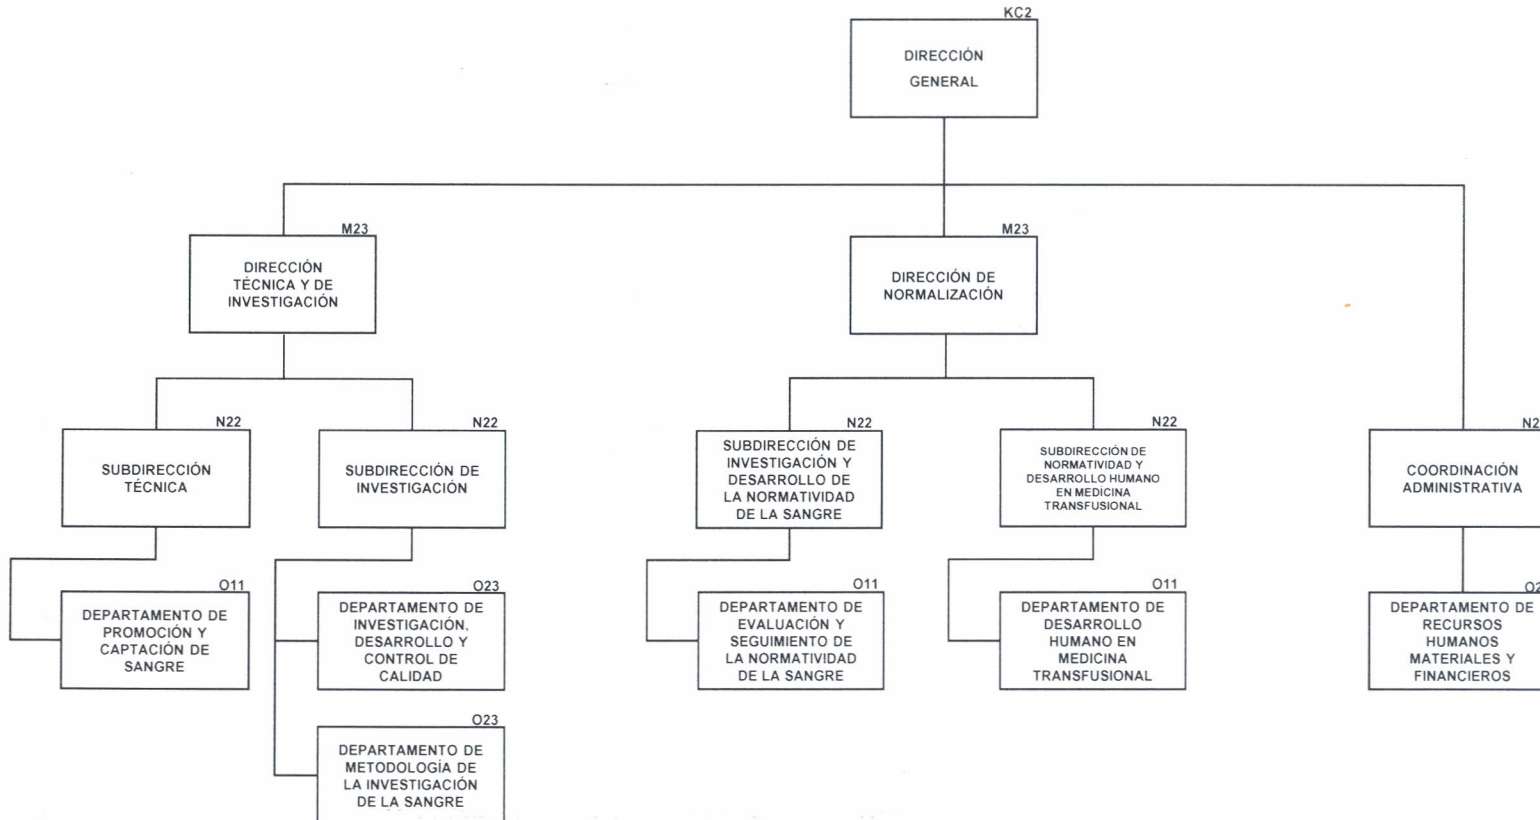 KC2
DIRECCIÓN
GENERAL
M23
DIRECCIÓN
TÉCNICA Y DE
INVESTIGACIÓN
M23
DIRECCIÓN DE
NORMALIZACIÓN
N22
SUBDIRECCIÓN
TÉCNICA
N22
SUBDIRECCIÓN DE
INVESTIGACIÓN
N22
SUBDIRECCIÓN DE
INVESTIGACIÓN Y
DESARROLLO DE
LA NORMATIVIDAD
DE LA SANGRE
N22
SUBDIRECCIÓN DE
NORMATIVIDAD Y
DESARROLLO HUMANO
EN MEDICINA
TRANSFUSIONAL
COORDINACIÓN
ADMINISTRATIVA
O11
DEPARTAMENTO DE
PROMOCIÓN Y
CAPTACIÓN DE
SANGRE
O23
DEPARTAMENTO DE
INVESTIGACIÓN,
DESARROLLO Y
CONTROL DE
CALIDAD
O11
DEPARTAMENTO DE
EVALUACIÓN Y
SEGUIMIENTO DE
LA NORMATIVIDAD
DE LA SANGRE
O11
DEPARTAMENTO DE
DESARROLLO
HUMANO EN
MEDICINA
TRANSFUSIONAL
DEPARTAMENTO DE
RECURSOS
HUMANOS
MATERIALES Y
FINANCIEROS
O23
DEPARTAMENTO DE
METODOLOGÍA DE
LA INVESTIGACIÓN
DE LA SANGRE